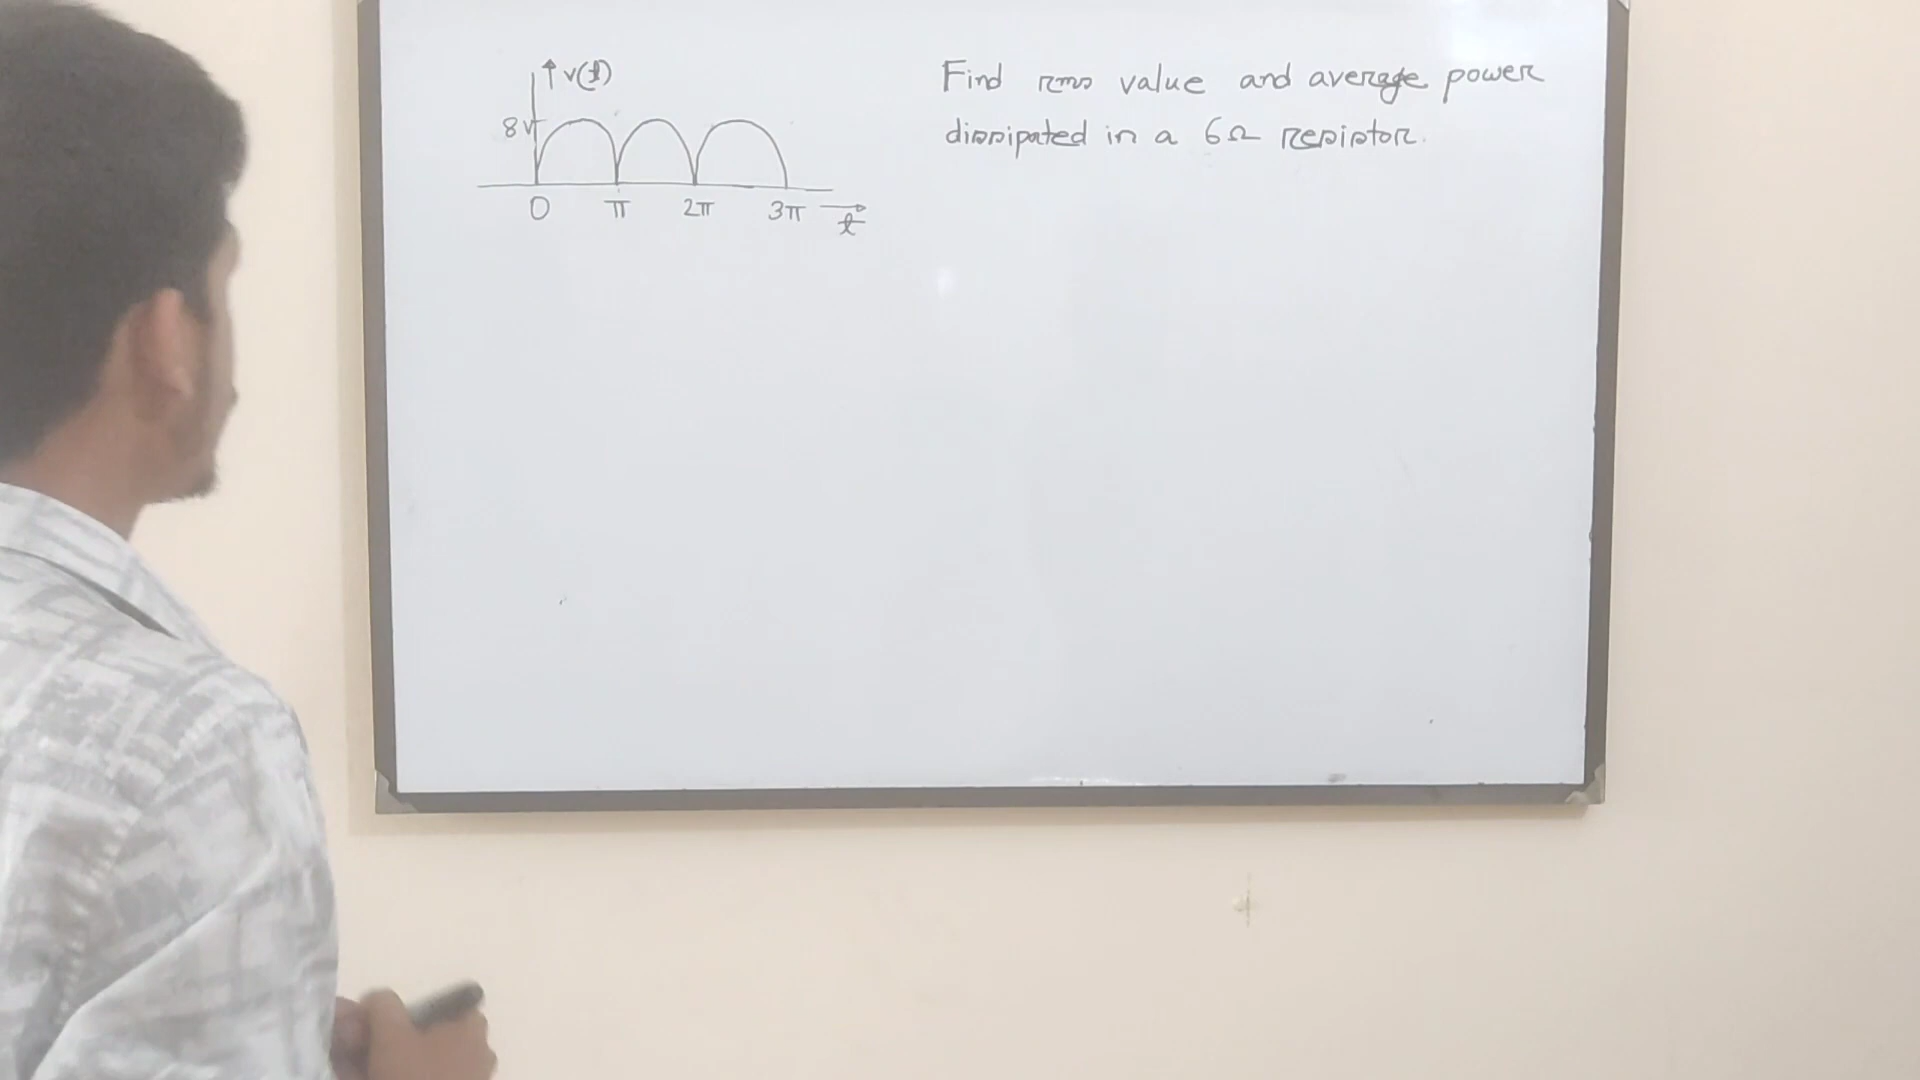 v(t)
8V
0 π 2π 3π t
Find rms value and average power
dissipated in a 6Ω resistor.